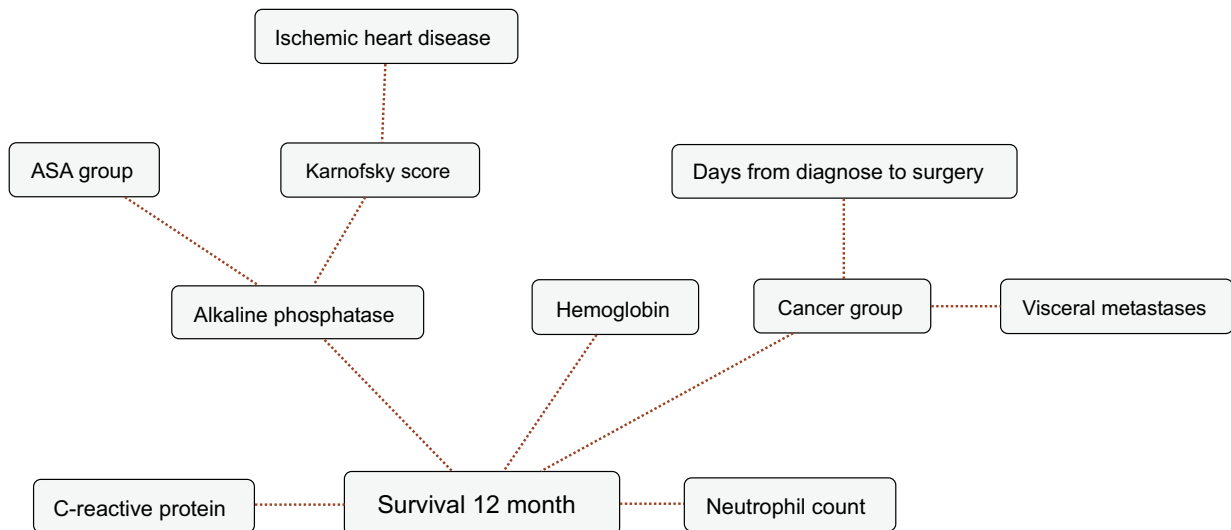 Ischemic heart disease
ASA group
Karnofsky score
Days from diagnose to surgery
Alkaline phosphatase
Hemoglobin
Cancer group
Visceral metastases
C-reactive protein
Survival 12 month
Neutrophil count